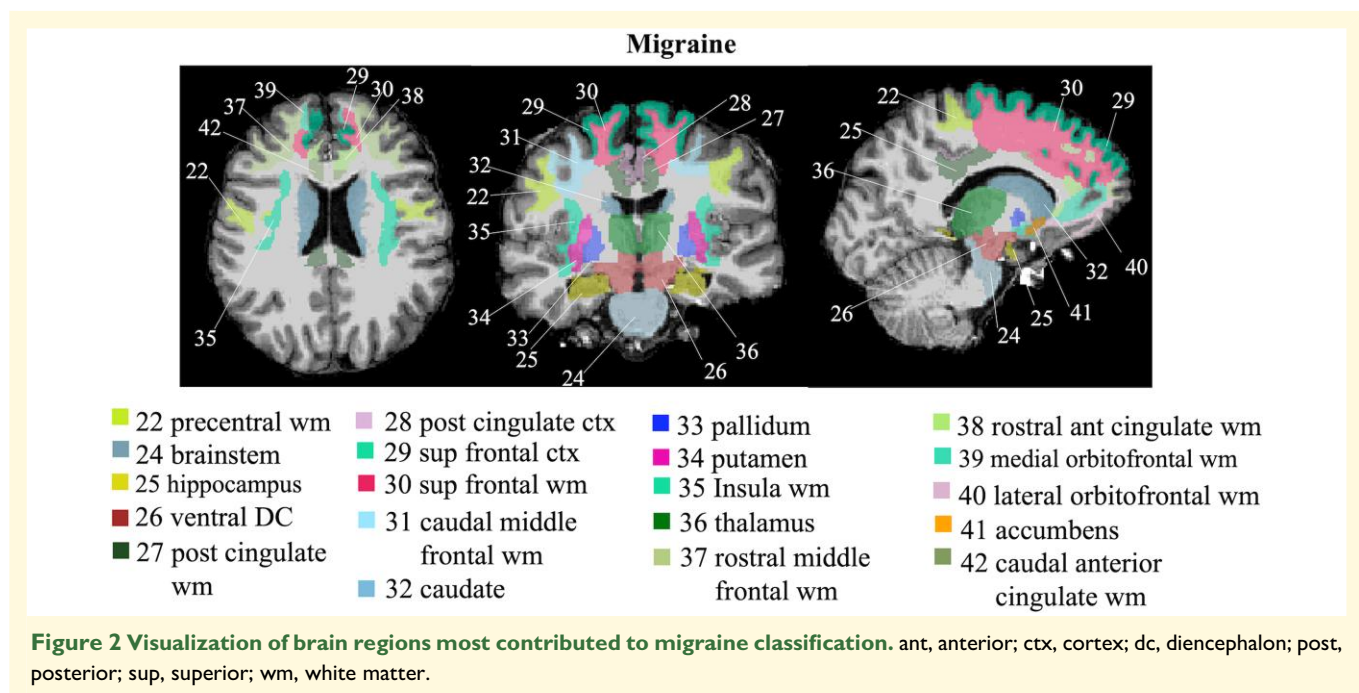 Migraine
39
29
30
38
37
42
22
35
30
29
28
27
31
32
22
35
34
33
25
24
26
36
22
30
29
25
36
26
24
25
41
32
40
22 precentral wm
24 brainstem
25 hippocampus
26 ventral DC
27 post cingulate
wm
28 post cingulate ctx
29 sup frontal ctx
30 sup frontal wm
31 caudal middle
frontal wm
32 caudate
33 pallidum
34 putamen
35 Insula wm
36 thalamus
37 rostral middle
frontal wm
38 rostral ant cingulate wm
39 medial orbitofrontal wm
40 lateral orbitofrontal wm
41 accumbens
42 caudal anterior
cingulate wm
Figure 2 Visualization of brain regions most contributed to migraine classification. ant, anterior; ctx, cortex; dc, diencephalon; post,
posterior; sup, superior; wm, white matter.